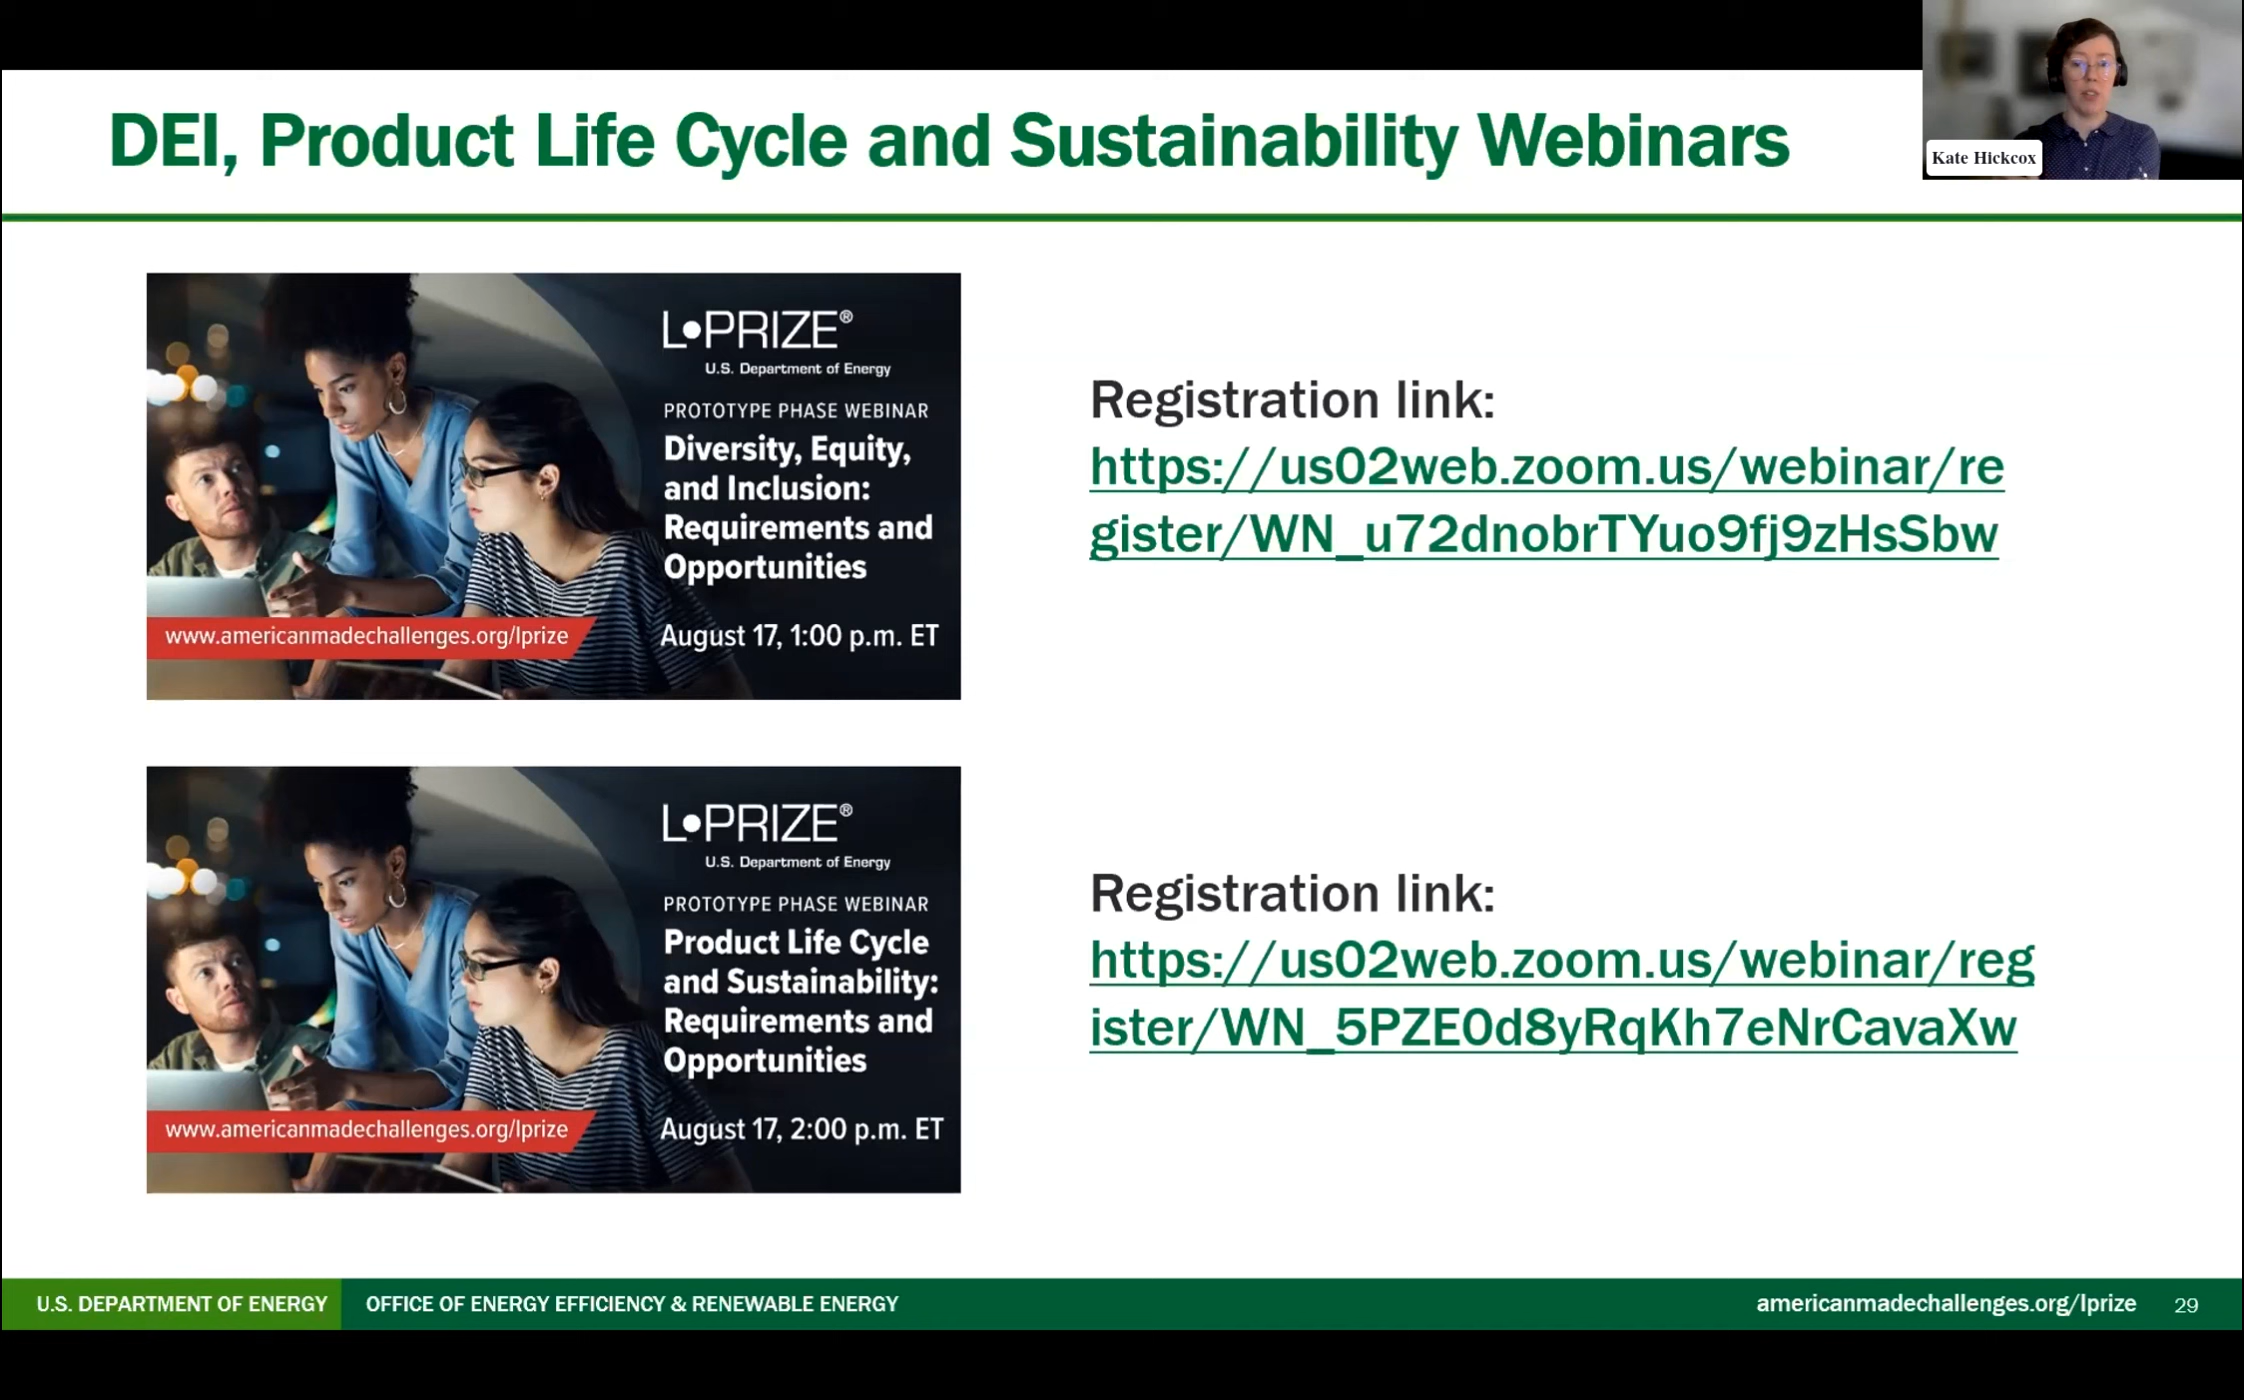 DEI, Product Life Cycle and Sustainability Webinars
Kate Hickcox
L•PRIZE®
U.S. Department of Energy
PROTOTYPE PHASE WEBINAR
Diversity, Equity,
and Inclusion:
Requirements and
Opportunities
www.americanmadechallenges.org/lprize
August 17, 1:00 p.m. ET
Registration link:
https://us02web.zoom.us/webinar/re
gister/WN_u72dnobrTYuo9fj9zHsSbw
L•PRIZE®
U.S. Department of Energy
PROTOTYPE PHASE WEBINAR
Product Life Cycle
and Sustainability:
Requirements and
Opportunities
www.americanmadechallenges.org/lprize
August 17, 2:00 p.m. ET
Registration link:
https://us02web.zoom.us/webinar/reg
ister/WN_5PZE0d8yRqKh7eNrCavaXw
U.S. DEPARTMENT OF ENERGY OFFICE OF ENERGY EFFICIENCY & RENEWABLE ENERGY americanmadechallenges.org/lprize 29